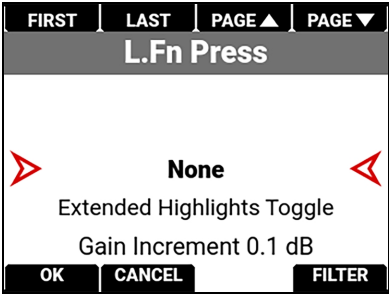 FIRST LAST PAGE▲ PAGE▼
L.Fn Press
None
Extended Highlights Toggle
Gain Increment 0.1 dB
OK CANCEL FILTER